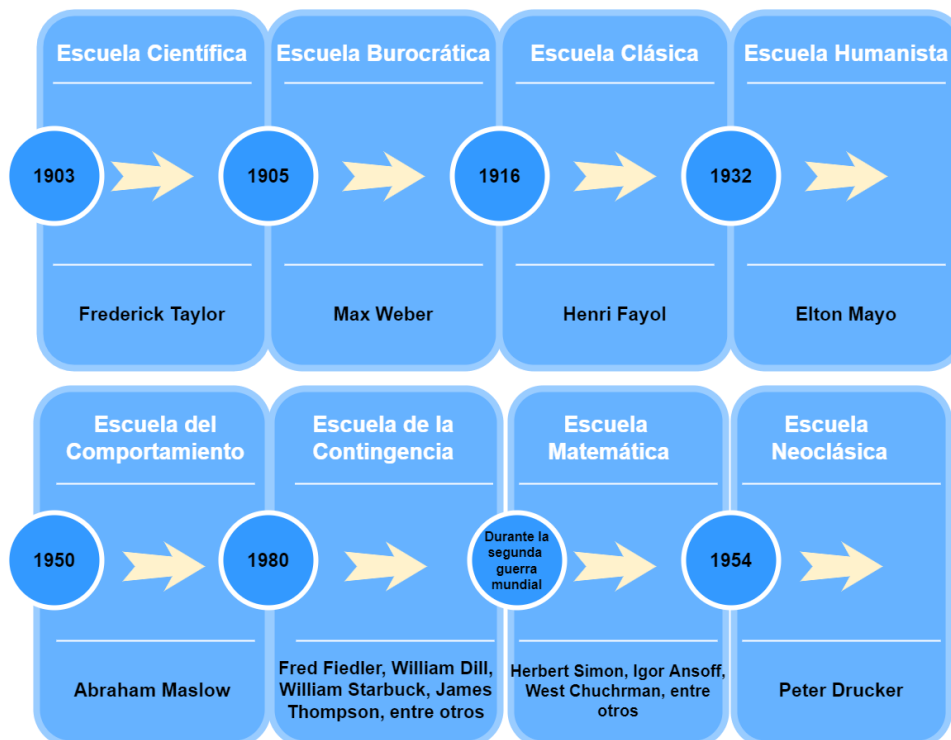 Escuela Científica
Escuela Burocrática
Escuela Clásica
Escuela Humanista
1903
1905
1916
1932
Frederick Taylor
Max Weber
Henri Fayol
Elton Mayo
Escuela del
Comportamiento
Escuela de la
Contingencia
Escuela
Matemática
Escuela
Neoclásica
1950
1980
Durante la
segunda
guerra
mundial
1954
Abraham Maslow
Fred Fiedler, William Dill,
William Starbuck, James
Thompson, entre otros
Herbert Simon, Igor Ansoff,
West Chuchrman, entre
otros
Peter Drucker